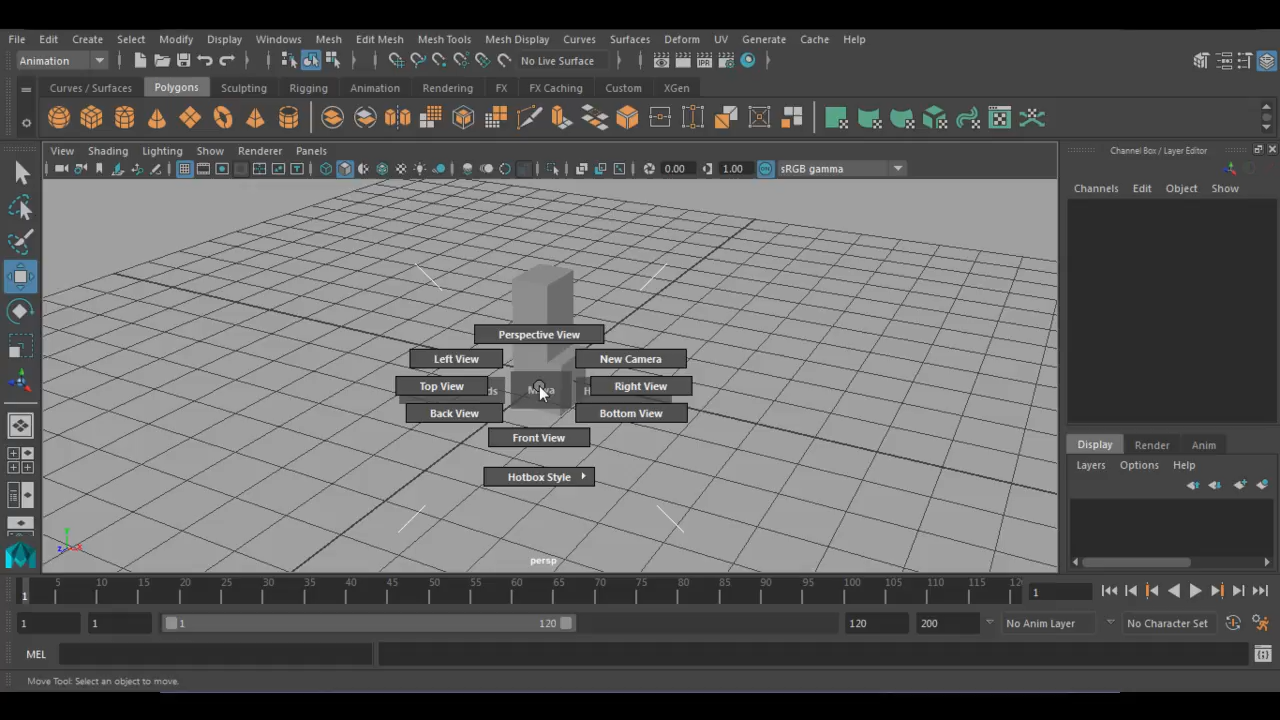 File Edit Create Select Modify Display Windows Mesh Edit Mesh Mesh Tools Mesh Display Curves Surfaces Deform UV Generate Cache Help
Animation No Live Surface
Curves / Surfaces Polygons Sculpting Rigging Animation Rendering FX FX Caching Custom XGen
View Shading Lighting Show Renderer Panels Channel Box / Layer Editor
0.00 1.00 sRGB gamma
Channels Edit Object Show
Perspective View
Left View New Camera
Top View Maya Right View
Back View Bottom View
Front View
Hotbox Style
Display Render Anim
Layers Options Help
persp
1 5 10 15 20 25 30 35 40 45 50 55 60 65 70 75 80 85 90 95 100 105 110 115 1
1 1 1 120 120 200 No Anim Layer No Character Set
MEL
Move Tool: Select an object to move.